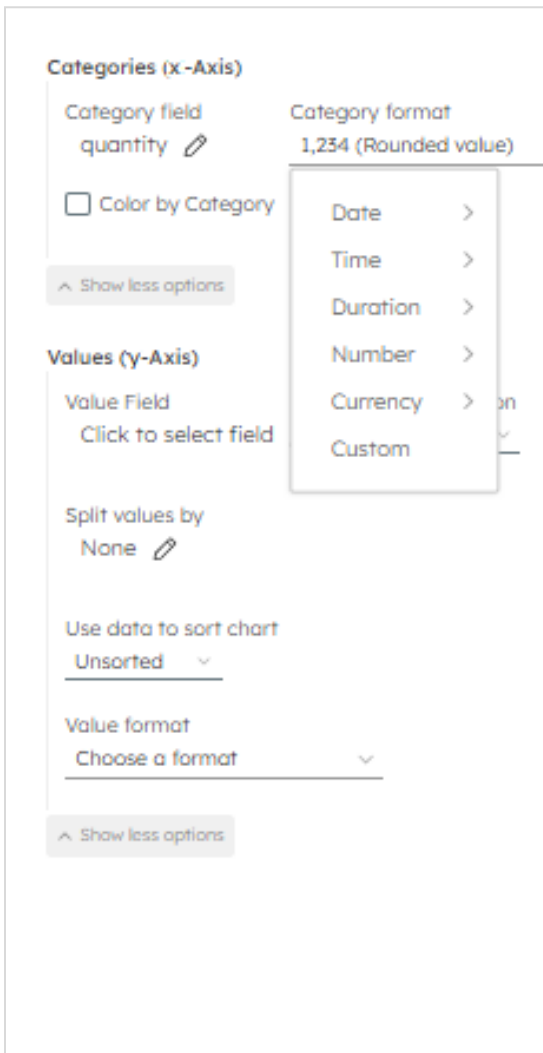 Categories (x-Axis)
Category field
Category format
quantity
1,234 (Rounded value)
Color by Category
Date
Time
Duration
Number
Currency
Custom
Show less options
Values (y-Axis)
Value Field
on
Click to select field
Split values by
None
Use data to sort chart
Unsorted
Value format
Choose a format
Show less options